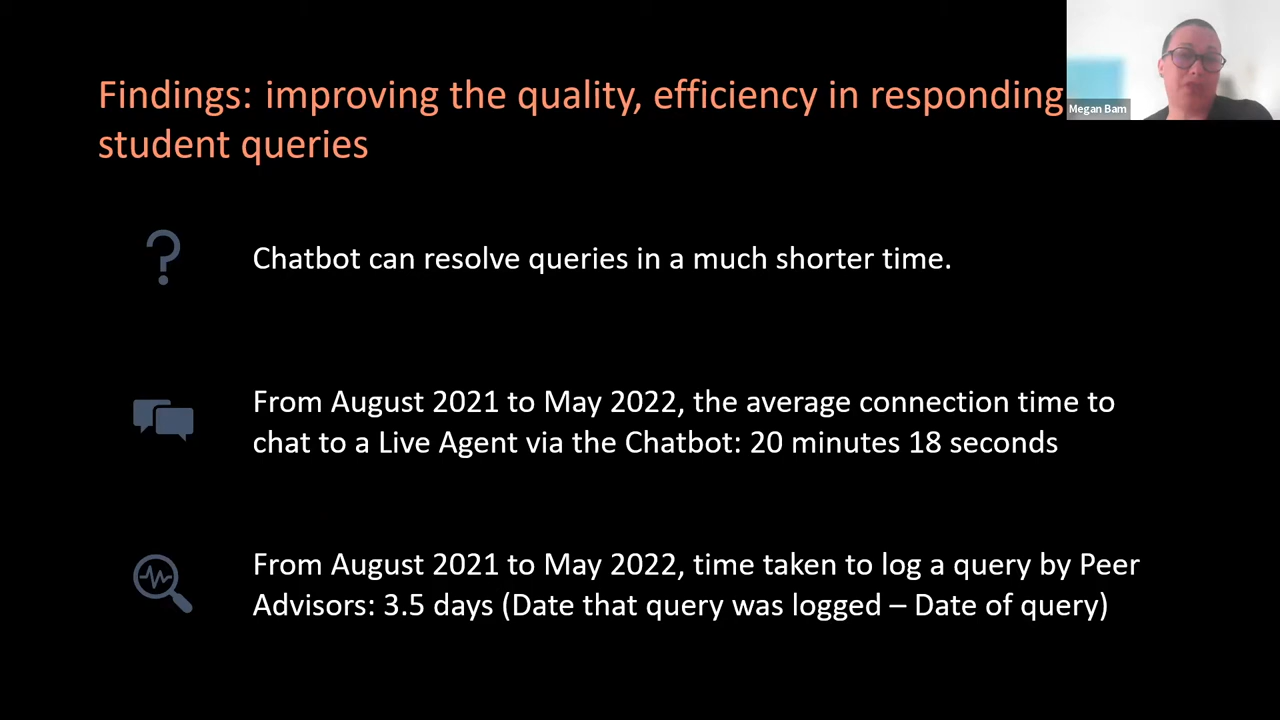 Findings: improving the quality, efficiency in responding
student queries
Megan Bam
Chatbot can resolve queries in a much shorter time.
From August 2021 to May 2022, the average connection time to
chat to a Live Agent via the Chatbot: 20 minutes 18 seconds
From August 2021 to May 2022, time taken to log a query by Peer
Advisors: 3.5 days (Date that query was logged – Date of query)